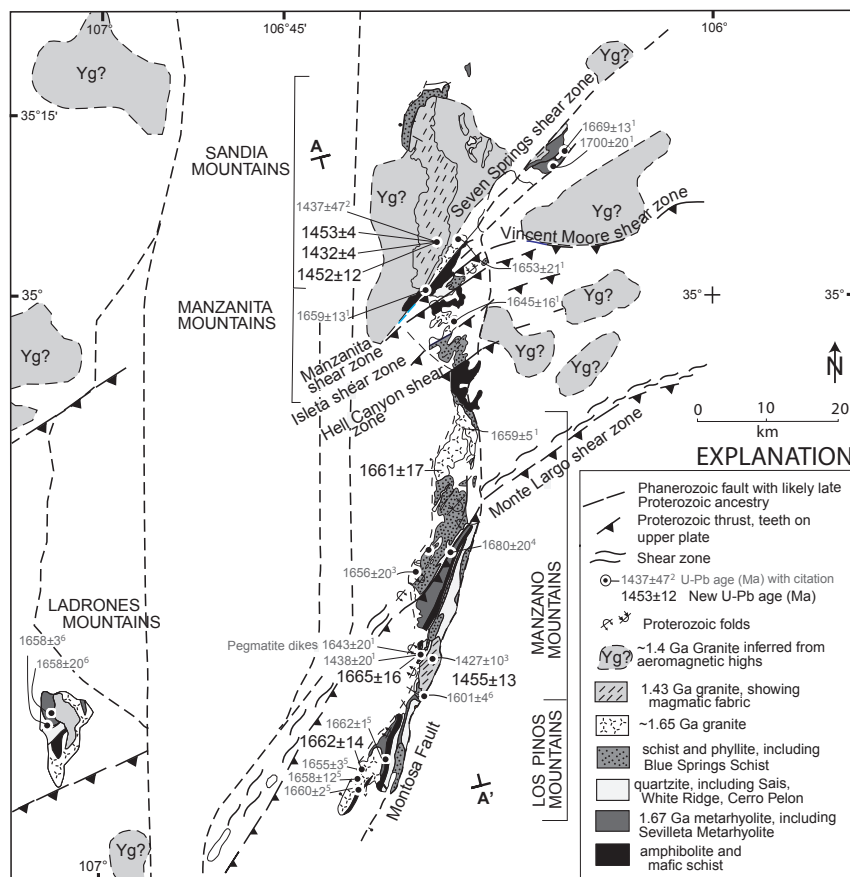 107°
106°45'
106°
Yg?
Yg?
35°15'
SANDIA
MOUNTAINS
A
Seven Springs shear zone
1669±13¹
1700±20¹
Yg?
Yg?
1437±47²
1453±4
1432±4
1452±12
Vincent Moore shear zone
1653±21¹
35°
MANZANITA
MOUNTAINS
1659±13¹
1645±16¹
35°
35°
Yg?
Yg?
Yg?
Yg?
Manzanita
shear zone
Isleta shear zone
Hell Canyon shear
zone
N
0 10 20
km
1659±5¹
1661±17
Monte Largo shear zone
1680±20⁴
1656±20³
MANZANO
MOUNTAINS
LADRONES
MOUNTAINS
1658±3⁶
1658±20⁶
Pegmatite dikes 1643±20¹
1438±20¹
1665±16
1427±10³
1455±13
1601±4⁶
1662±1⁵
1662±14
1655±3⁵
1658±12⁵
1660±2⁵
LOS PINOS
MOUNTAINS
Montosa Fault
A'
Yg?
107°
EXPLANATION
Phanerozoic fault with likely late
Proterozoic ancestry
Proterozoic thrust, teeth on
upper plate
Shear zone
1437±47² U-Pb age (Ma) with citation
1453±12 New U-Pb age (Ma)
Proterozoic folds
Yg? ~1.4 Ga Granite inferred from
aeromagnetic highs
1.43 Ga granite, showing
magmatic fabric
~1.65 Ga granite
schist and phyllite, including
Blue Springs Schist
quartzite, including Sais,
White Ridge, Cerro Pelon
1.67 Ga metarhyolite, including
Sevilleta Metarhyolite
amphibolite and
mafic schist